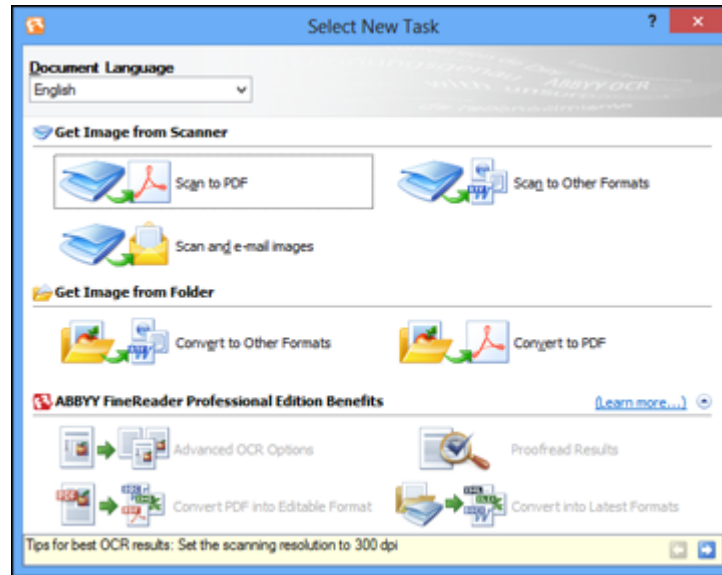 Select New Task
Document Language
English
ABBYY OCR
Get Image from Scanner
Scan to PDF
Scan to Other Formats
Scan and e-mail images
Get Image from Folder
Convert to Other Formats
Convert to PDF
ABBYY FineReader Professional Edition Benefits
(Learn more...)
Advanced OCR Options
Proofread Results
Convert PDF into Editable Format
Convert into Latest Formats
Tips for best OCR results: Set the scanning resolution to 300 dpi